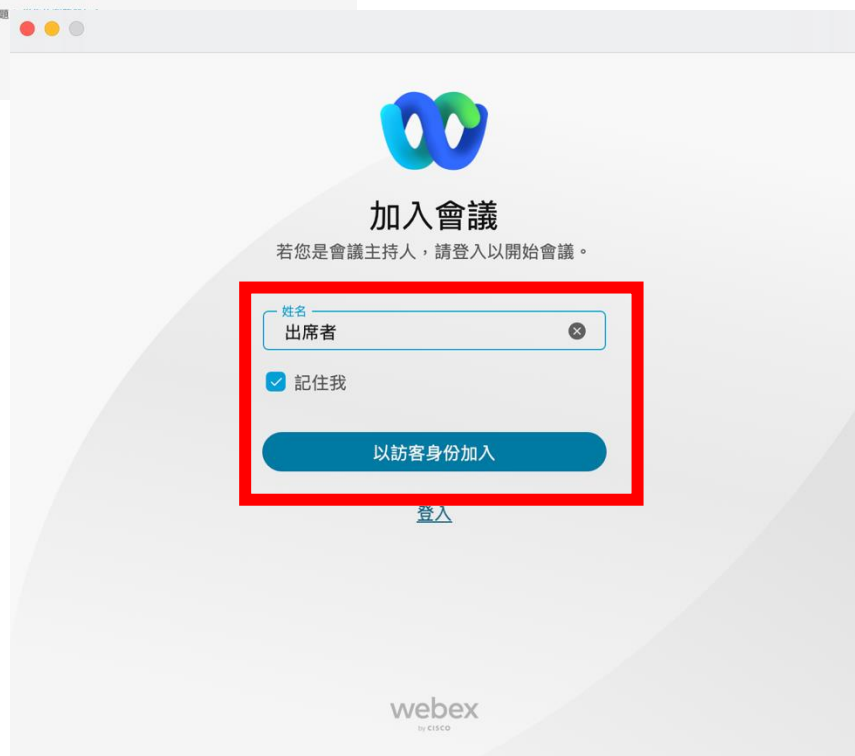 題
加入會議
若您是會議主持人，請登入以開始會議。
姓名
出席者
記住我
以訪客身份加入
登入
webex
by CISCO